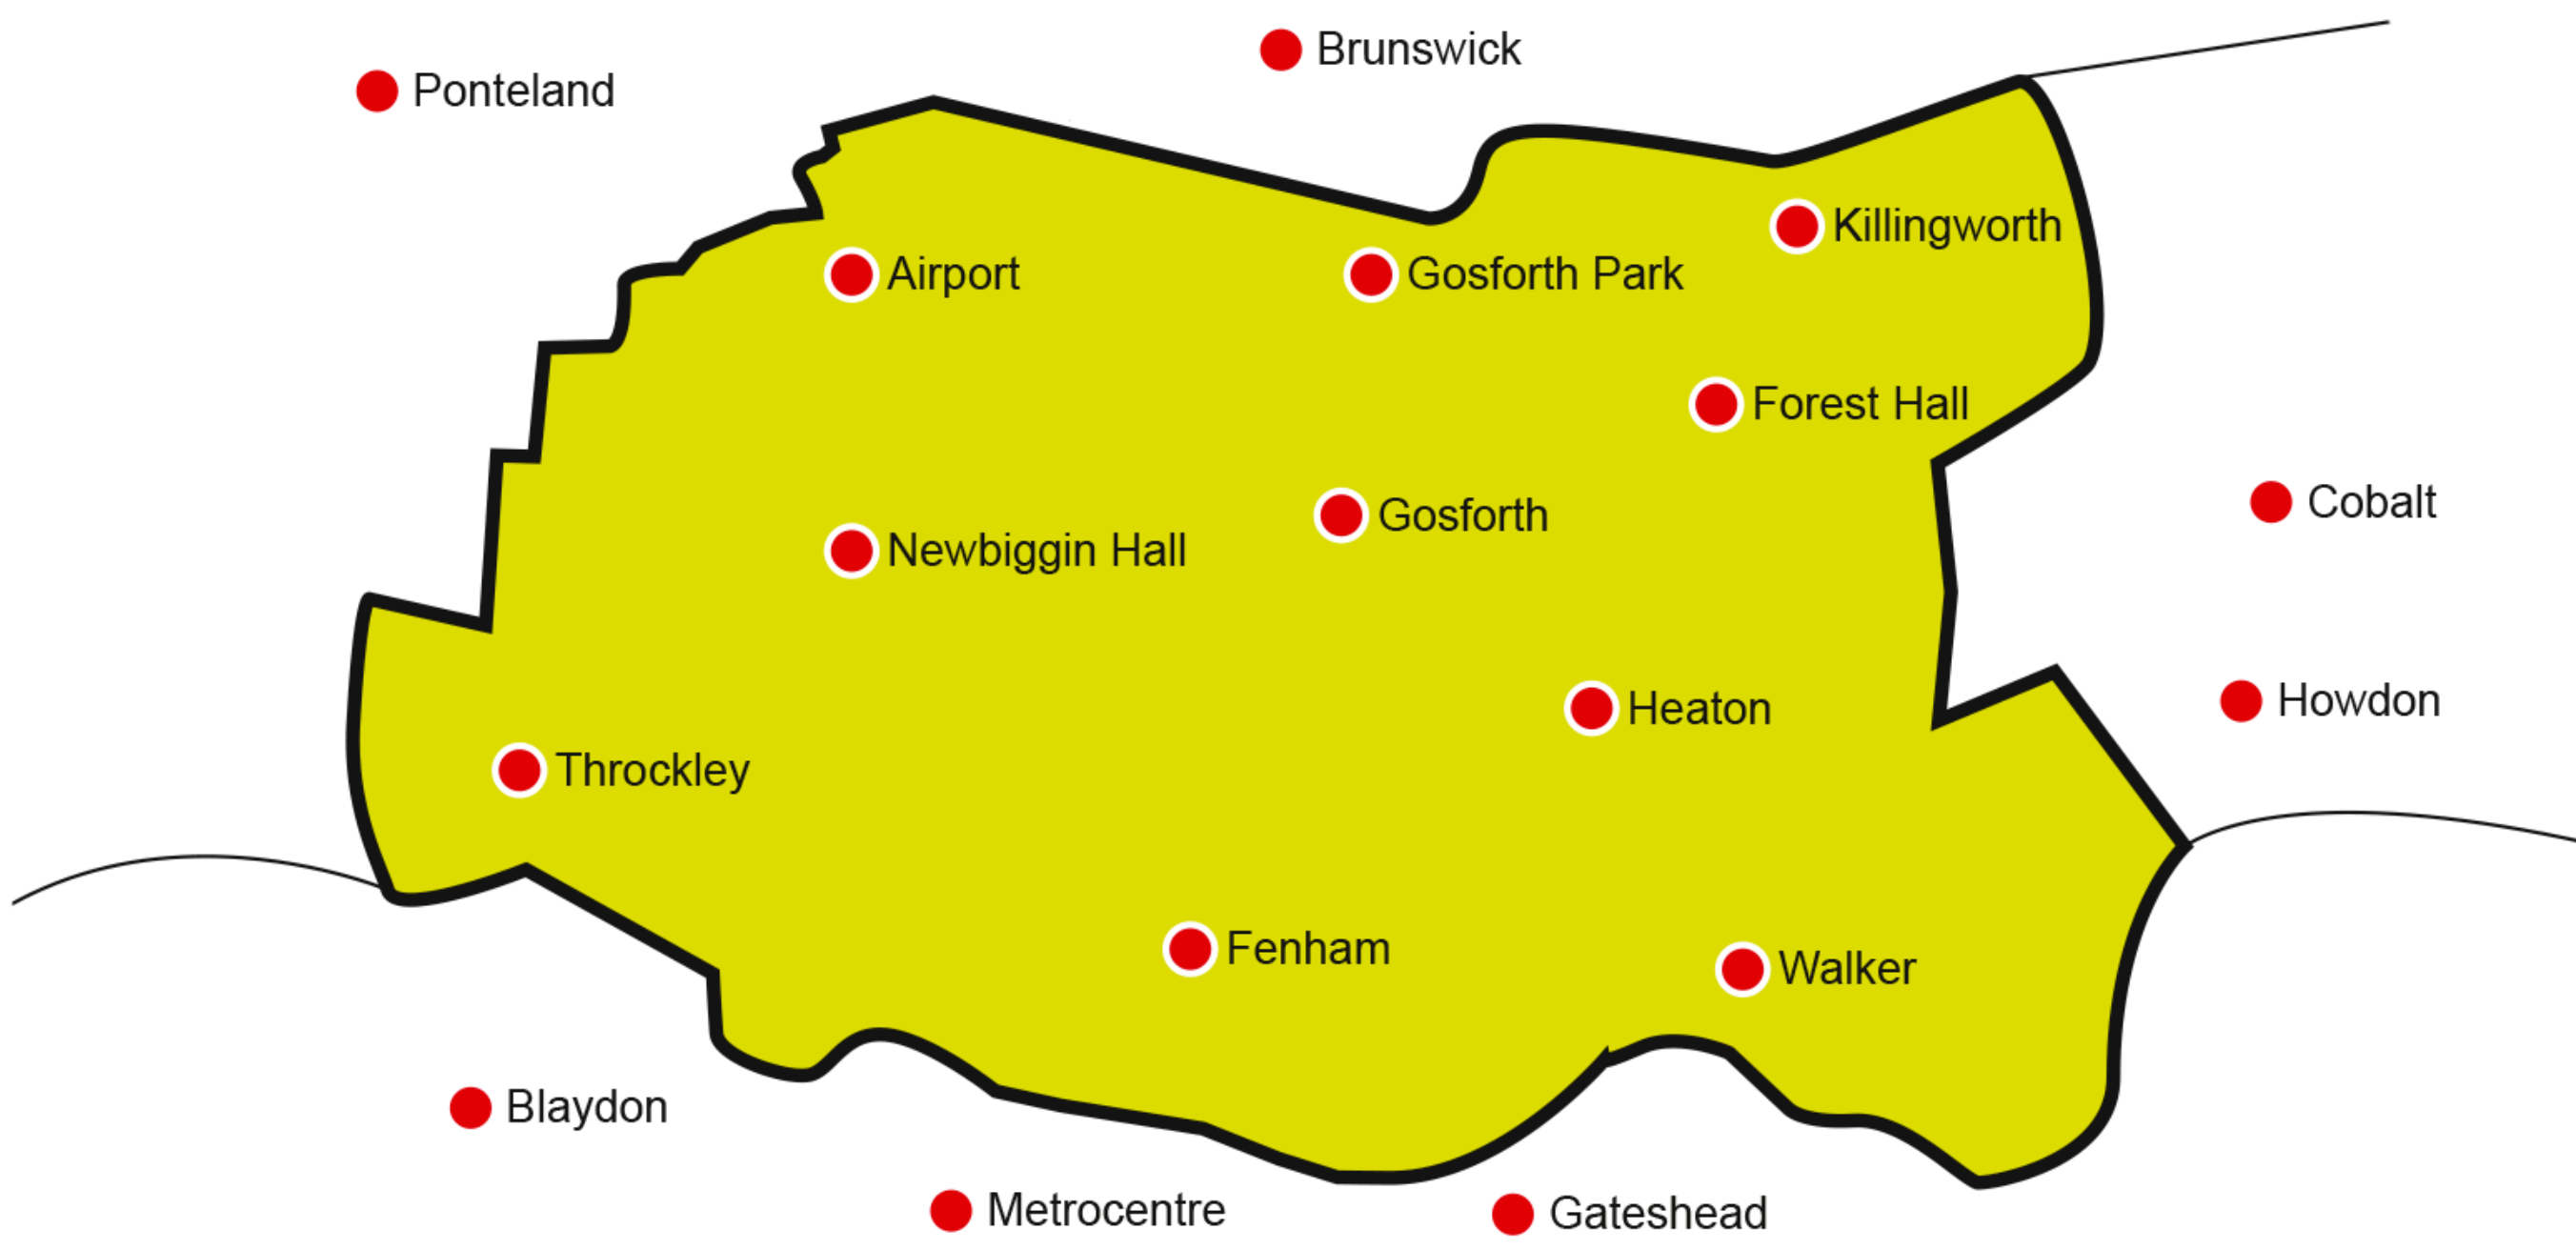 Brunswick
Ponteland
Killingworth
Airport
Gosforth Park
Forest Hall
Cobalt
Gosforth
Newbiggin Hall
Howdon
Heaton
Throckley
Fenham
Walker
Blaydon
Metrocentre
Gateshead